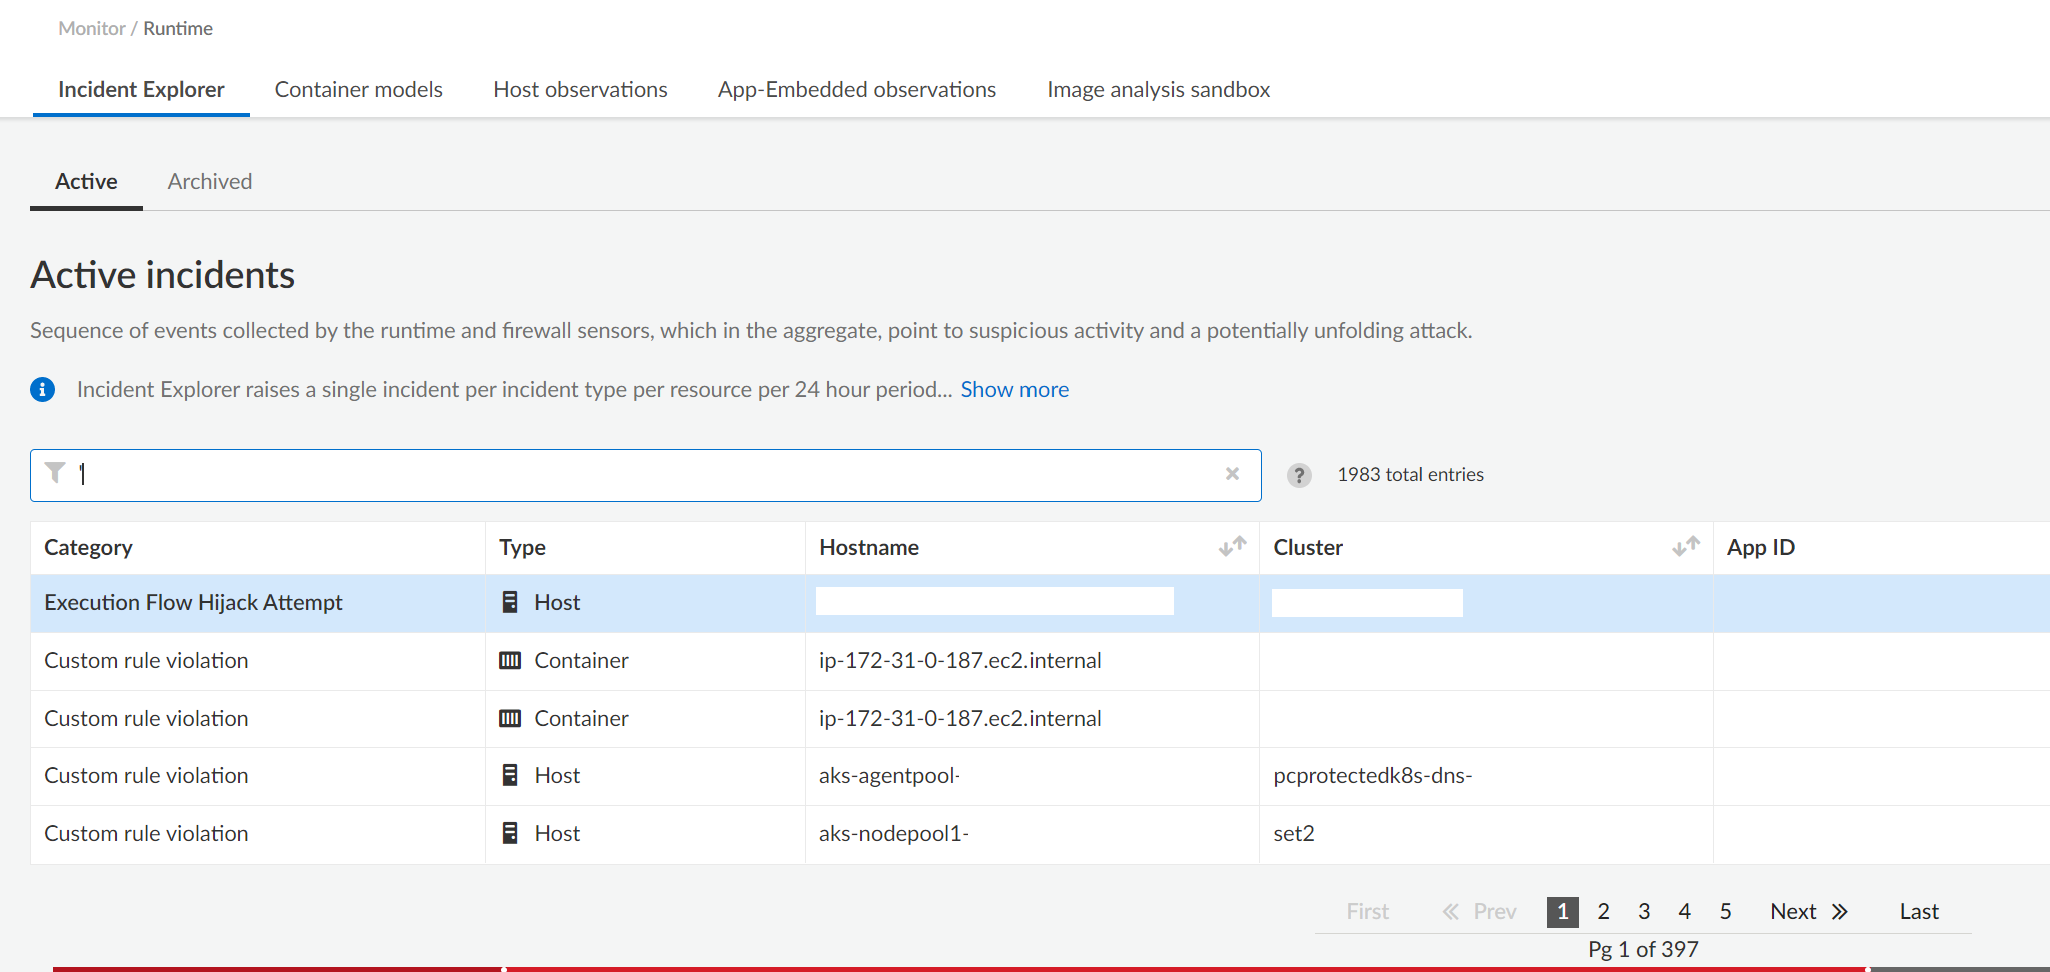 Monitor / Runtime
Incident Explorer Container models Host observations App-Embedded observations Image analysis sandbox
Active Archived
Active incidents
Sequence of events collected by the runtime and firewall sensors, which in the aggregate, point to suspicious activity and a potentially unfolding attack.
Incident Explorer raises a single incident per incident type per resource per 24 hour period... Show more
' ? 1983 total entries
Category Type Hostname Cluster App ID
Execution Flow Hijack Attempt Host
Custom rule violation Container ip-172-31-0-187.ec2.internal
Custom rule violation Container ip-172-31-0-187.ec2.internal
Custom rule violation Host aks-agentpool- pcprotectedk8s-dns-
Custom rule violation Host aks-nodepool1- set2
First « Prev 1 2 3 4 5 Next » Last
Pg 1 of 397